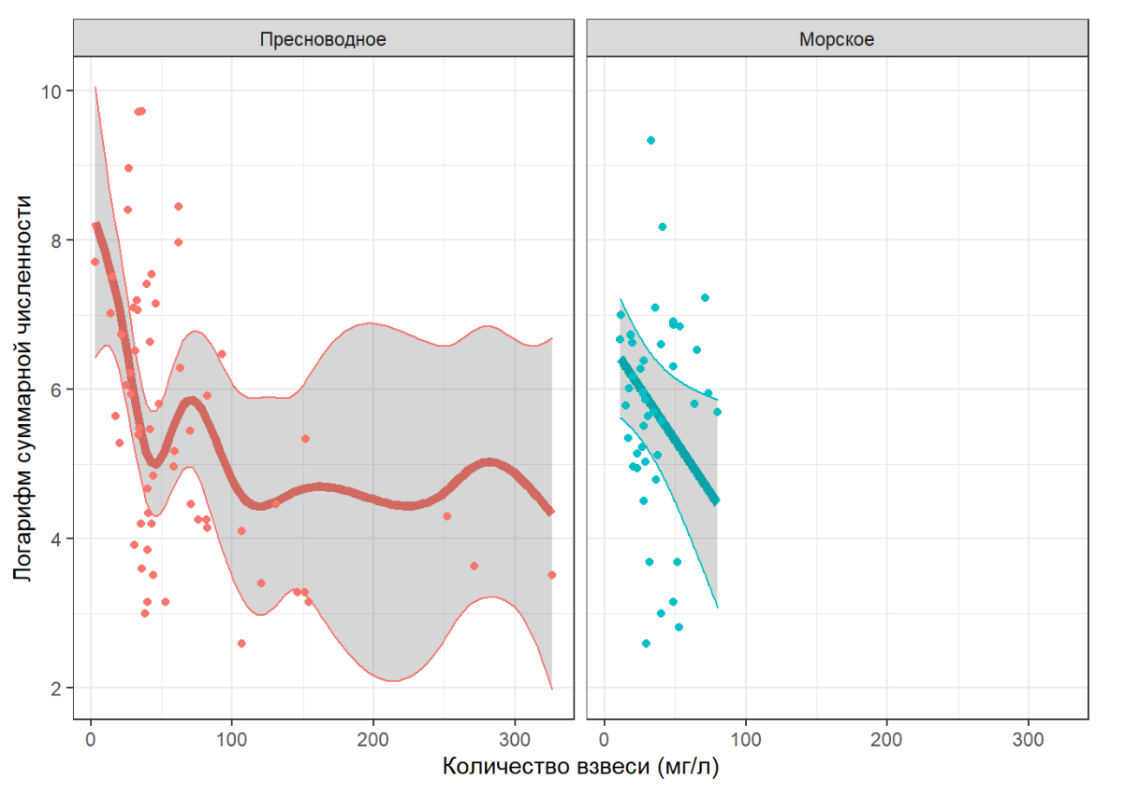 Пресноводное
Морское
Логарифм суммарной численности
10
8
6
4
2
0 100 200 300
0 100 200 300
Количество взвеси (мг/л)